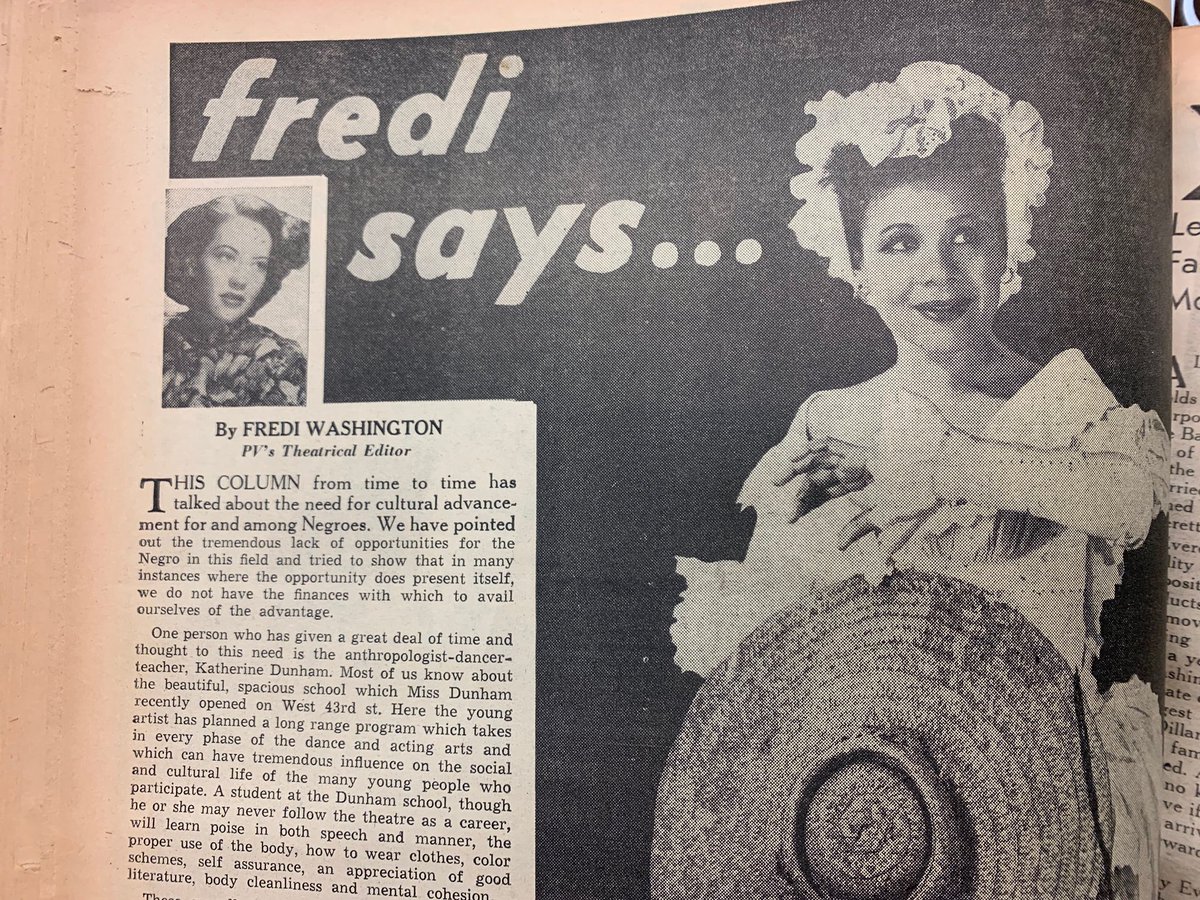 fredi
says...
By FREDI WASHINGTON
PV's Theatrical Editor
THIS COLUMN from time to time has
talked about the need for cultural advance-
ment for and among Negroes. We have pointed
out the tremendous lack of opportunities for the
Negro in this field and tried to show that in many
instances where the opportunity does present itself,
we do not have the finances with which to avail
ourselves of the advantage.
One person who has given a great deal of time and
thought to this need is the anthropologist-dancer-
teacher, Katherine Dunham. Most of us know about
the beautiful, spacious school which Miss Dunham
recently opened on West 43rd st. Here the young
artist has planned a long range program which takes
in every phase of the dance and acting arts and
which can have tremendous influence on the social
and cultural life of the many young people who
participate. A student at the Dunham school, though
he or she may never follow the theatre as a career,
will learn poise in both speech and manner, the
proper use of the body, how to wear clothes, color
schemes, self assurance, an appreciation of good
literature, body cleanliness and mental cohesion.